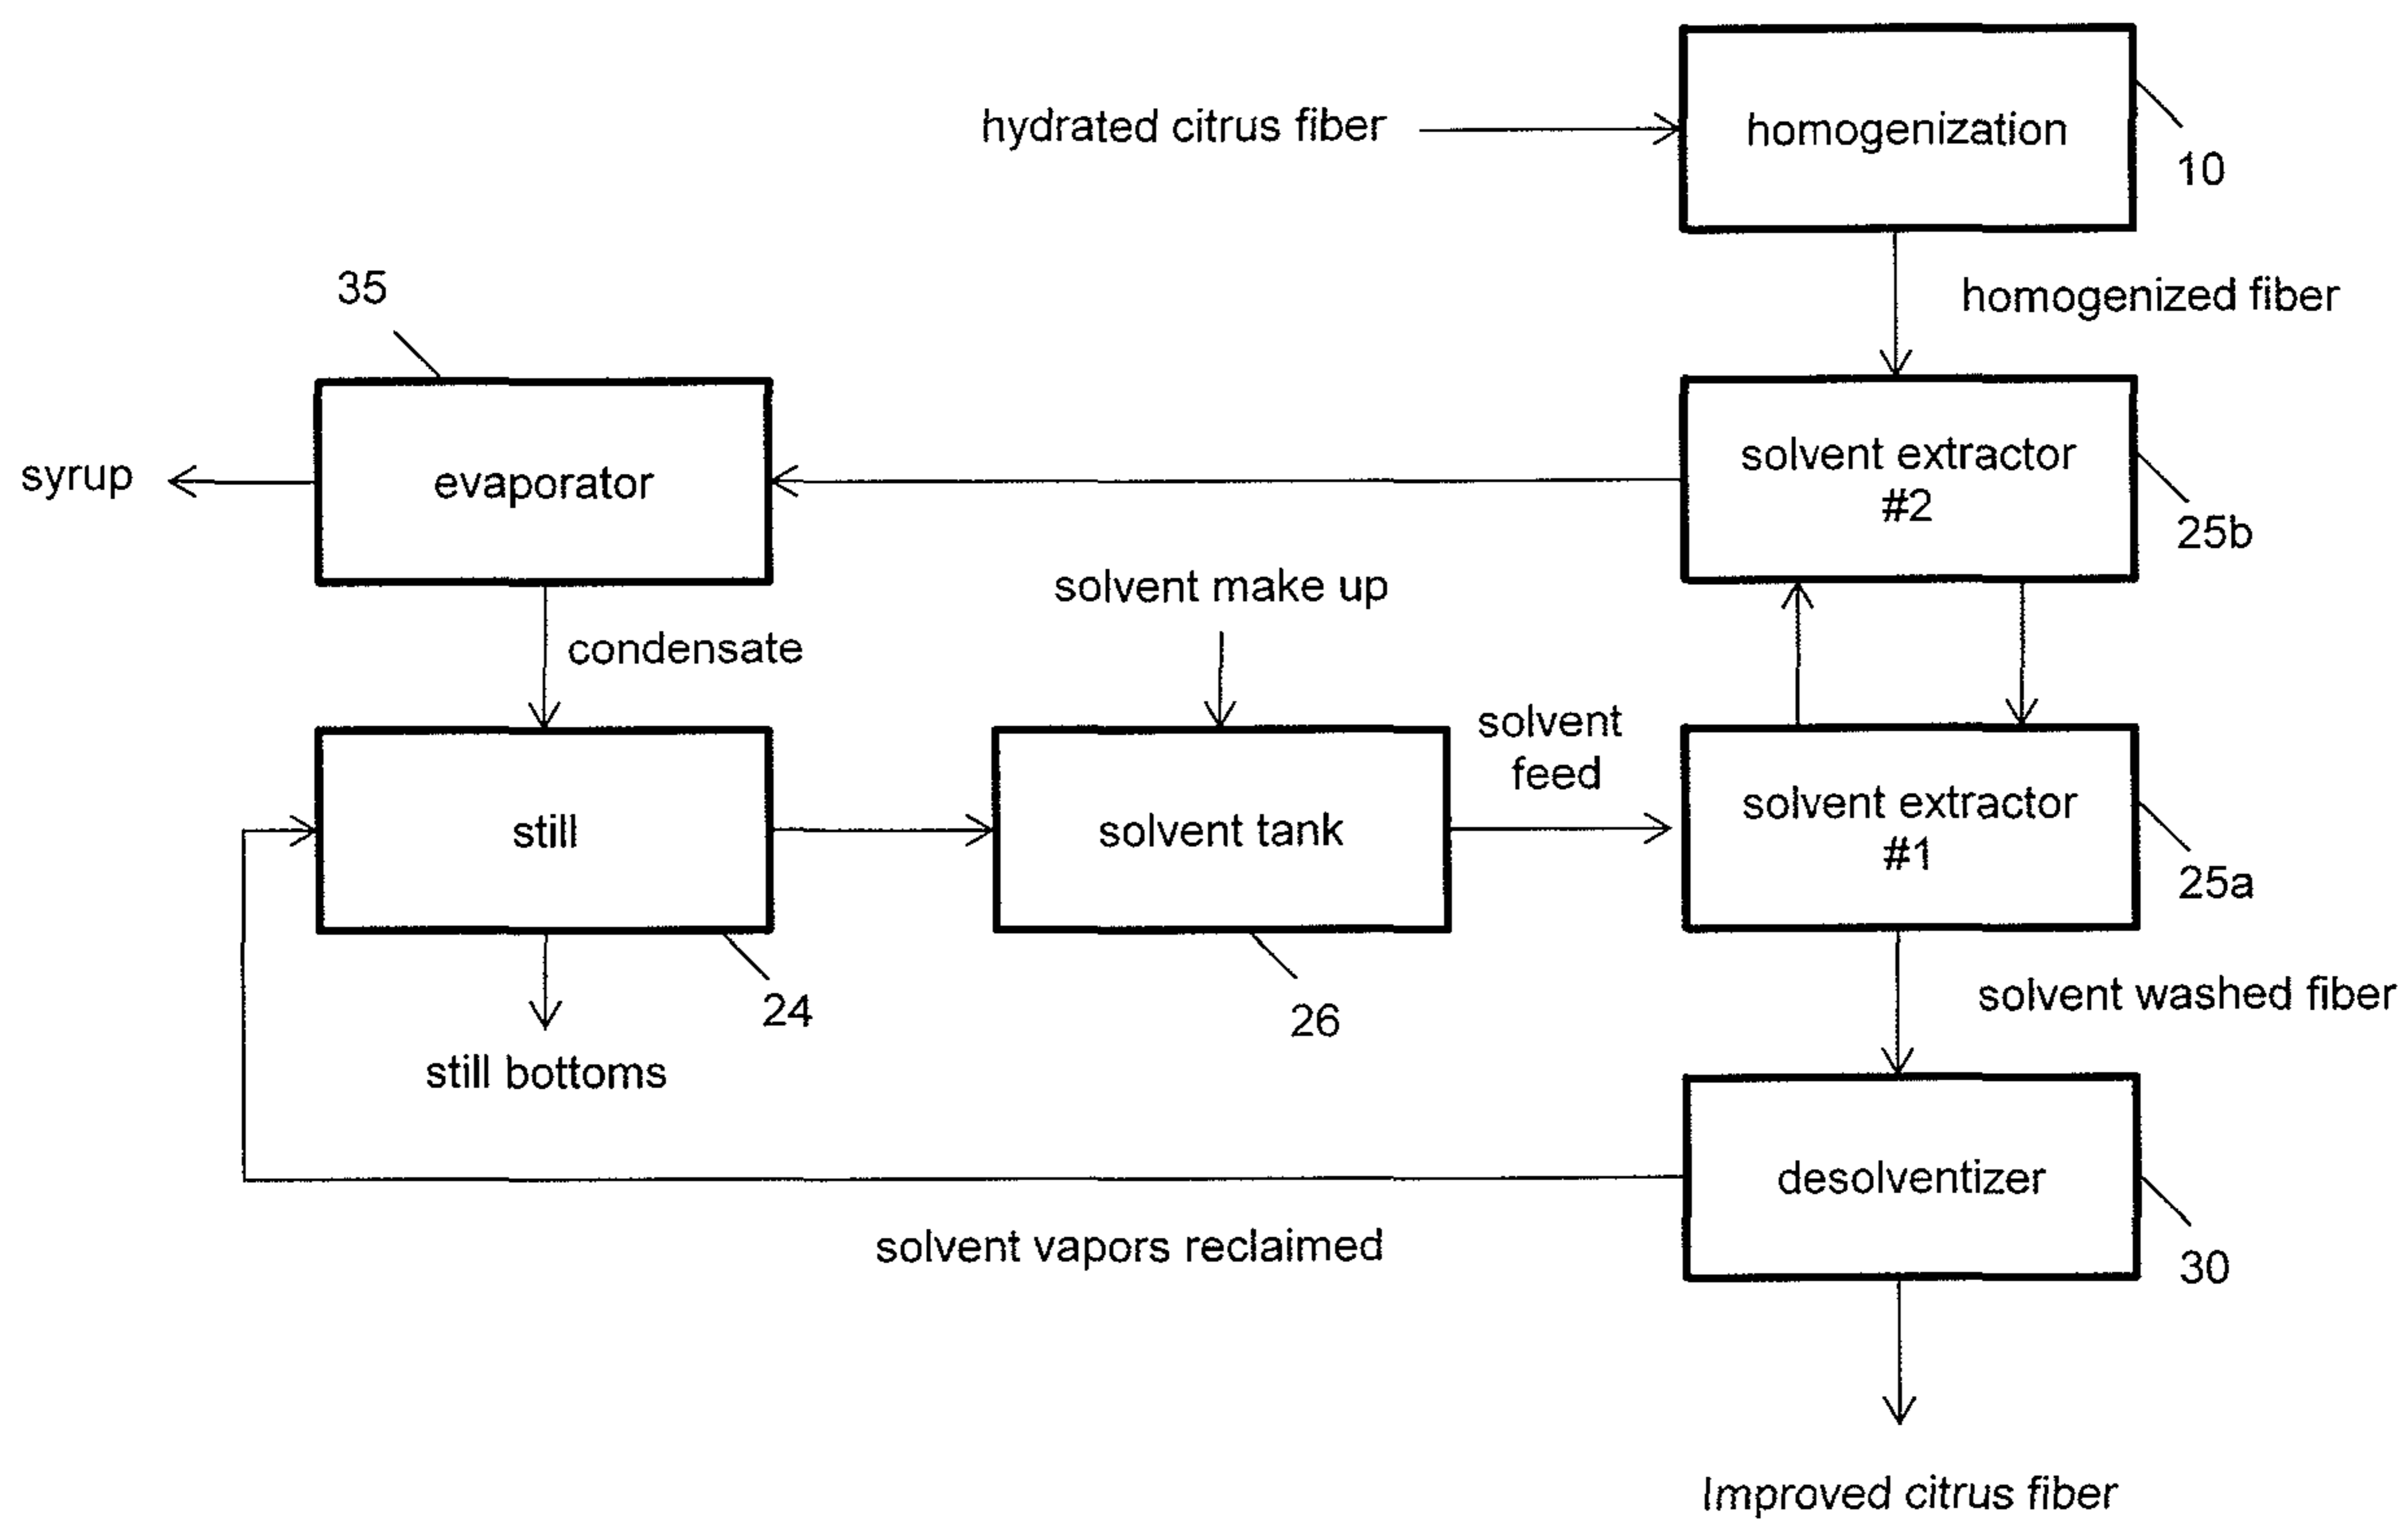 hydrated citrus fiber
homogenization
10
homogenized fiber
35
evaporator
syrup
solvent extractor
#2
25b
solvent make up
condensate
solvent
feed
still
solvent tank
solvent extractor
#1
25a
24
26
solvent washed fiber
still bottoms
desolventizer
30
solvent vapors reclaimed
Improved citrus fiber